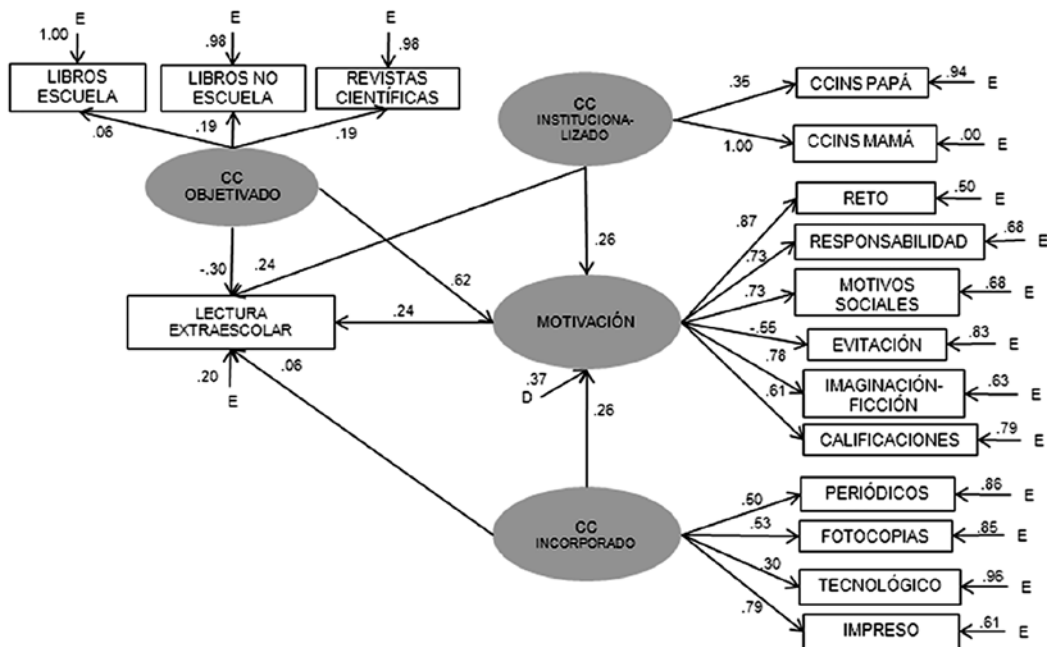 E
E
E
1.00
.98
.98
LIBROS
ESCUELA
LIBROS NO
ESCUELA
REVISTAS
CIENTÍFICAS
.06
.19
.19
CC
OBJETIVADO
CC
INSTITUCIONA-
LIZADO
.35
1.00
CCINS PAPÁ
.94
E
CCINS MAMÁ
.00
E
-.30
.24
.62
.26
LECTURA
EXTRAESCOLAR
.24
.20
E
.06
MOTIVACIÓN
.37
D
.26
.87
.73
.73
-.55
.78
.61
RETO
.50
E
RESPONSABILIDAD
.68
E
MOTIVOS
SOCIALES
.68
E
EVITACIÓN
.83
E
IMAGINACIÓN-
FICCIÓN
.63
E
CALIFICACIONES
.79
E
CC
INCORPORADO
.50
.53
.30
.79
PERIÓDICOS
.86
E
FOTOCOPIAS
.85
E
TECNOLÓGICO
.96
E
IMPRESO
.61
E